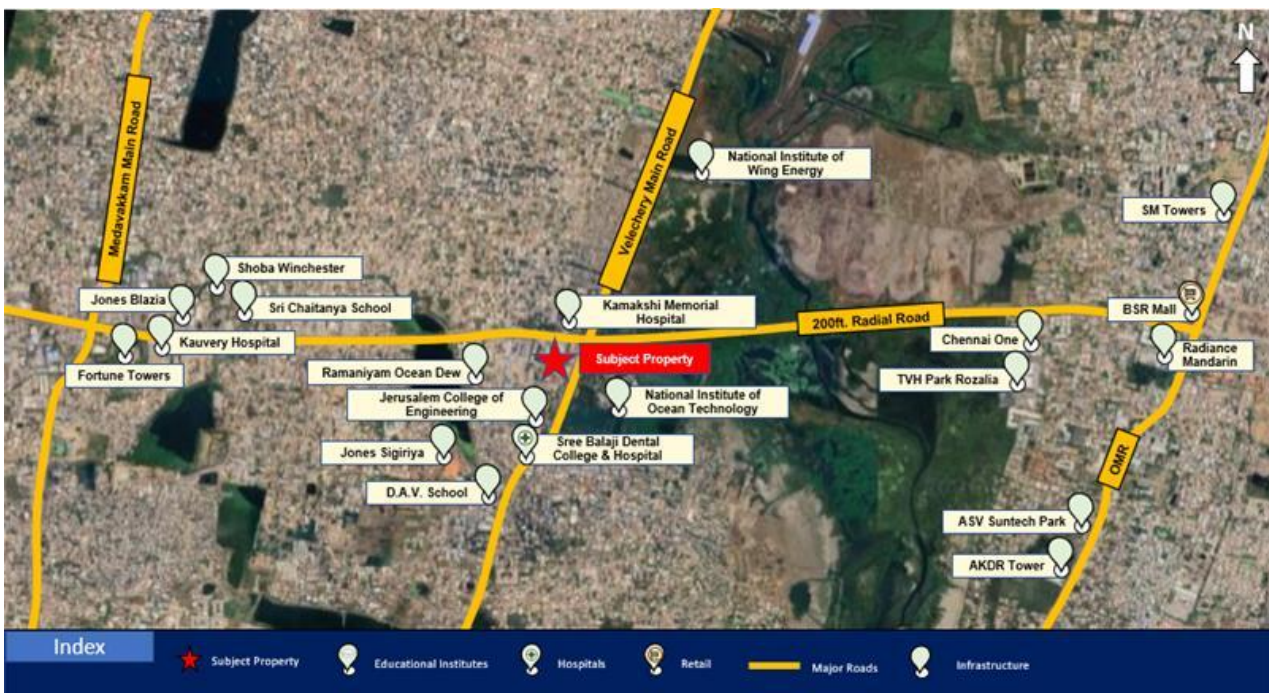 N
Medavakkam Main Road
Velechery Main Road
National Institute of
Wing Energy
SM Towers
Shoba Winchester
Jones Blazia
Sri Chaitanya School
Kamakshi Memorial
Hospital
BSR Mall
200ft. Radial Road
Kauvery Hospital
Chennai One
Radiance
Mandarin
Fortune Towers
Subject Property
Ramaniyam Ocean Dew
TVH Park Rozalia
Jerusalem College of
Engineering
National Institute of
Ocean Technology
Jones Sigiriya
Sree Balaji Dental
College & Hospital
OMR
D.A.V. School
ASV Suntech Park
AKDR Tower
Index
Subject Property
Educational Institutes
Hospitals
Retail
Major Roads
Infrastructure